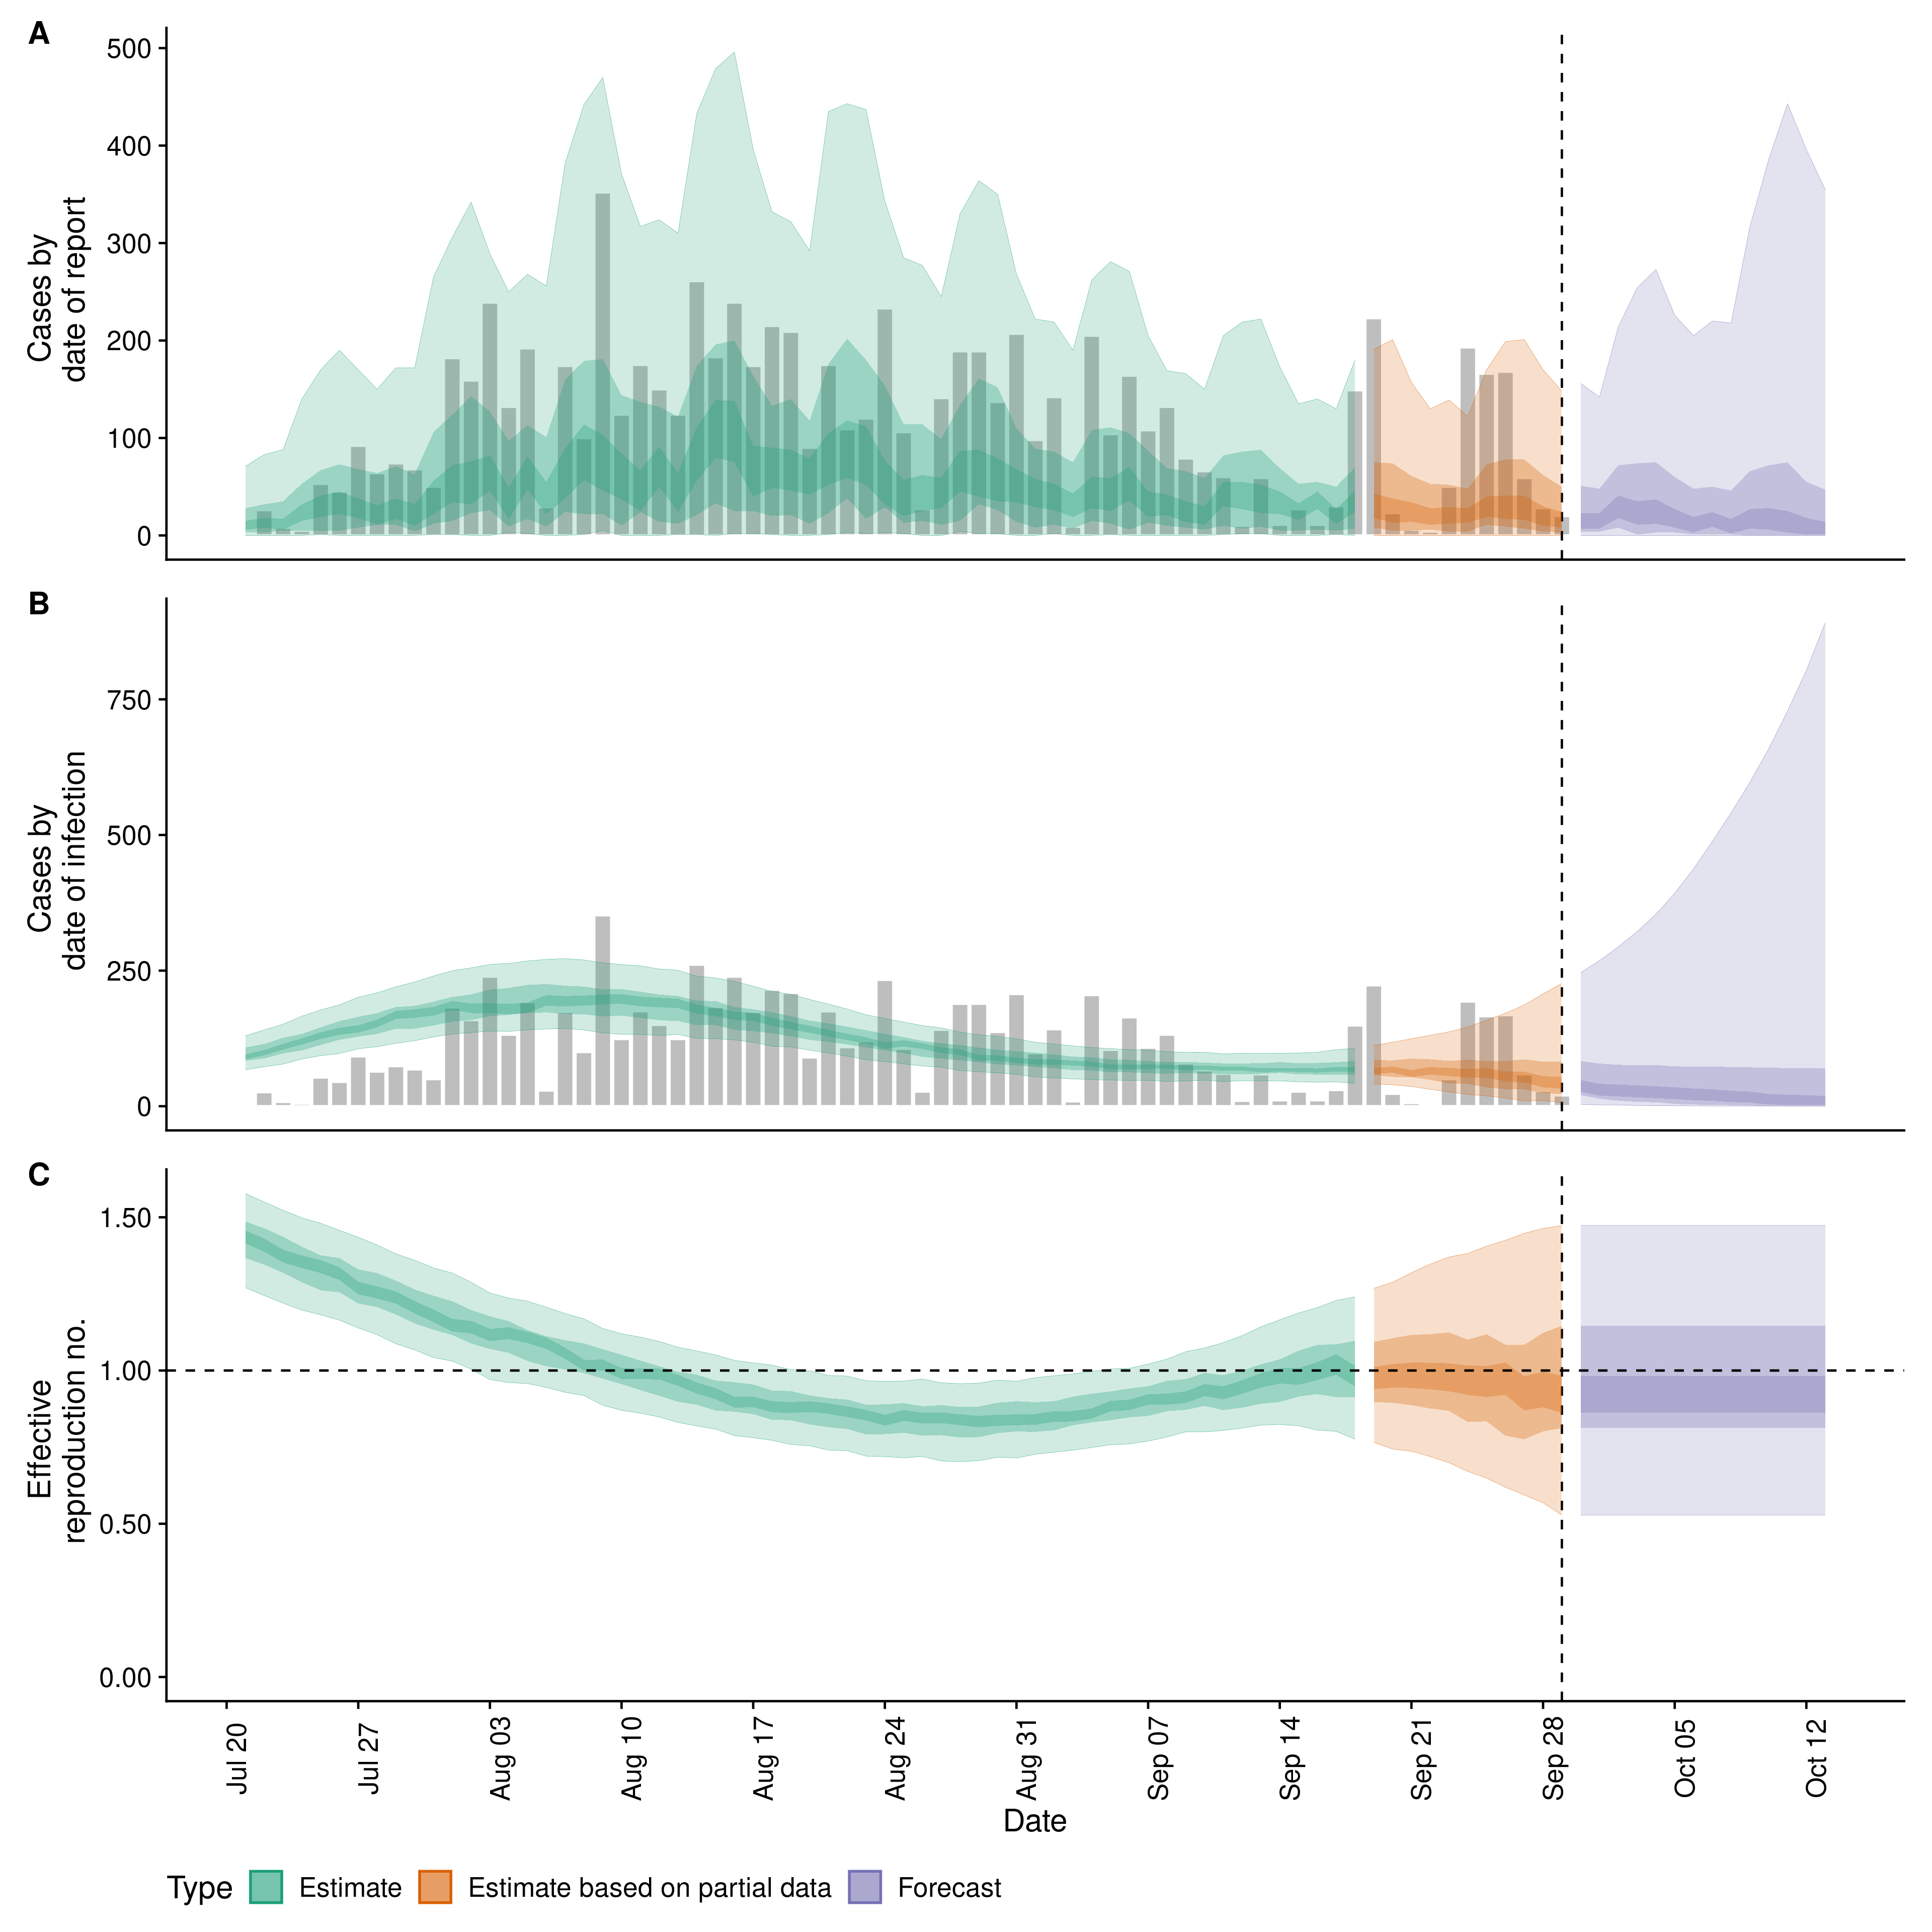 A
500
400
300
200
100
0
Cases by
date of report
B
750
500
250
0
Cases by
date of infection
C
1.50
1.00
0.50
0.00
Effective
reproduction no.
Jul 20
Jul 27
Aug 03
Aug 10
Aug 17
Aug 24
Aug 31
Sep 07
Sep 14
Sep 21
Sep 28
Oct 05
Oct 12
Date
Type Estimate Estimate based on partial data Forecast